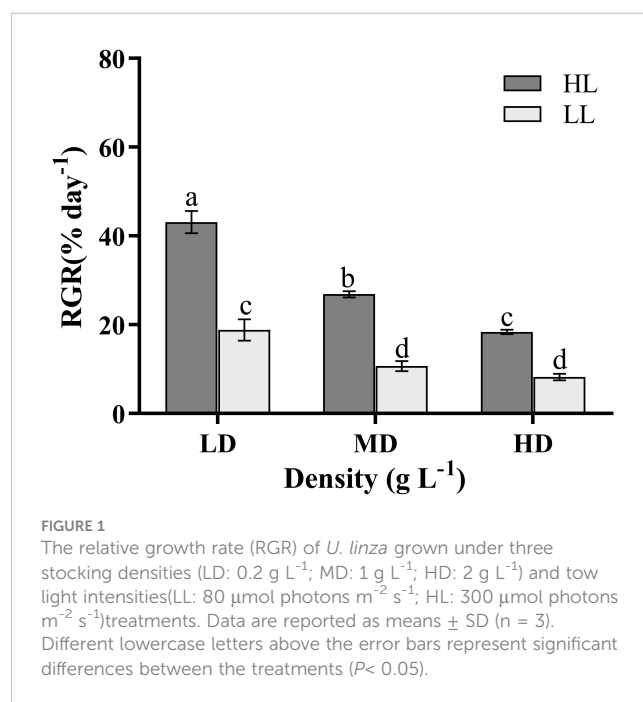 80
60
40
20
0
RGR(% day⁻¹)
HL
LL
a
c
b
d
c
d
LD MD HD
Density (g L⁻¹)
FIGURE 1
The relative growth rate (RGR) of U. linza grown under three
stocking densities (LD: 0.2 g L⁻¹; MD: 1 g L⁻¹; HD: 2 g L⁻¹) and tow
light intensities(LL: 80 μmol photons m⁻² s⁻¹; HL: 300 μmol photons
m⁻² s⁻¹)treatments. Data are reported as means ± SD (n = 3).
Different lowercase letters above the error bars represent significant
differences between the treatments (P< 0.05).